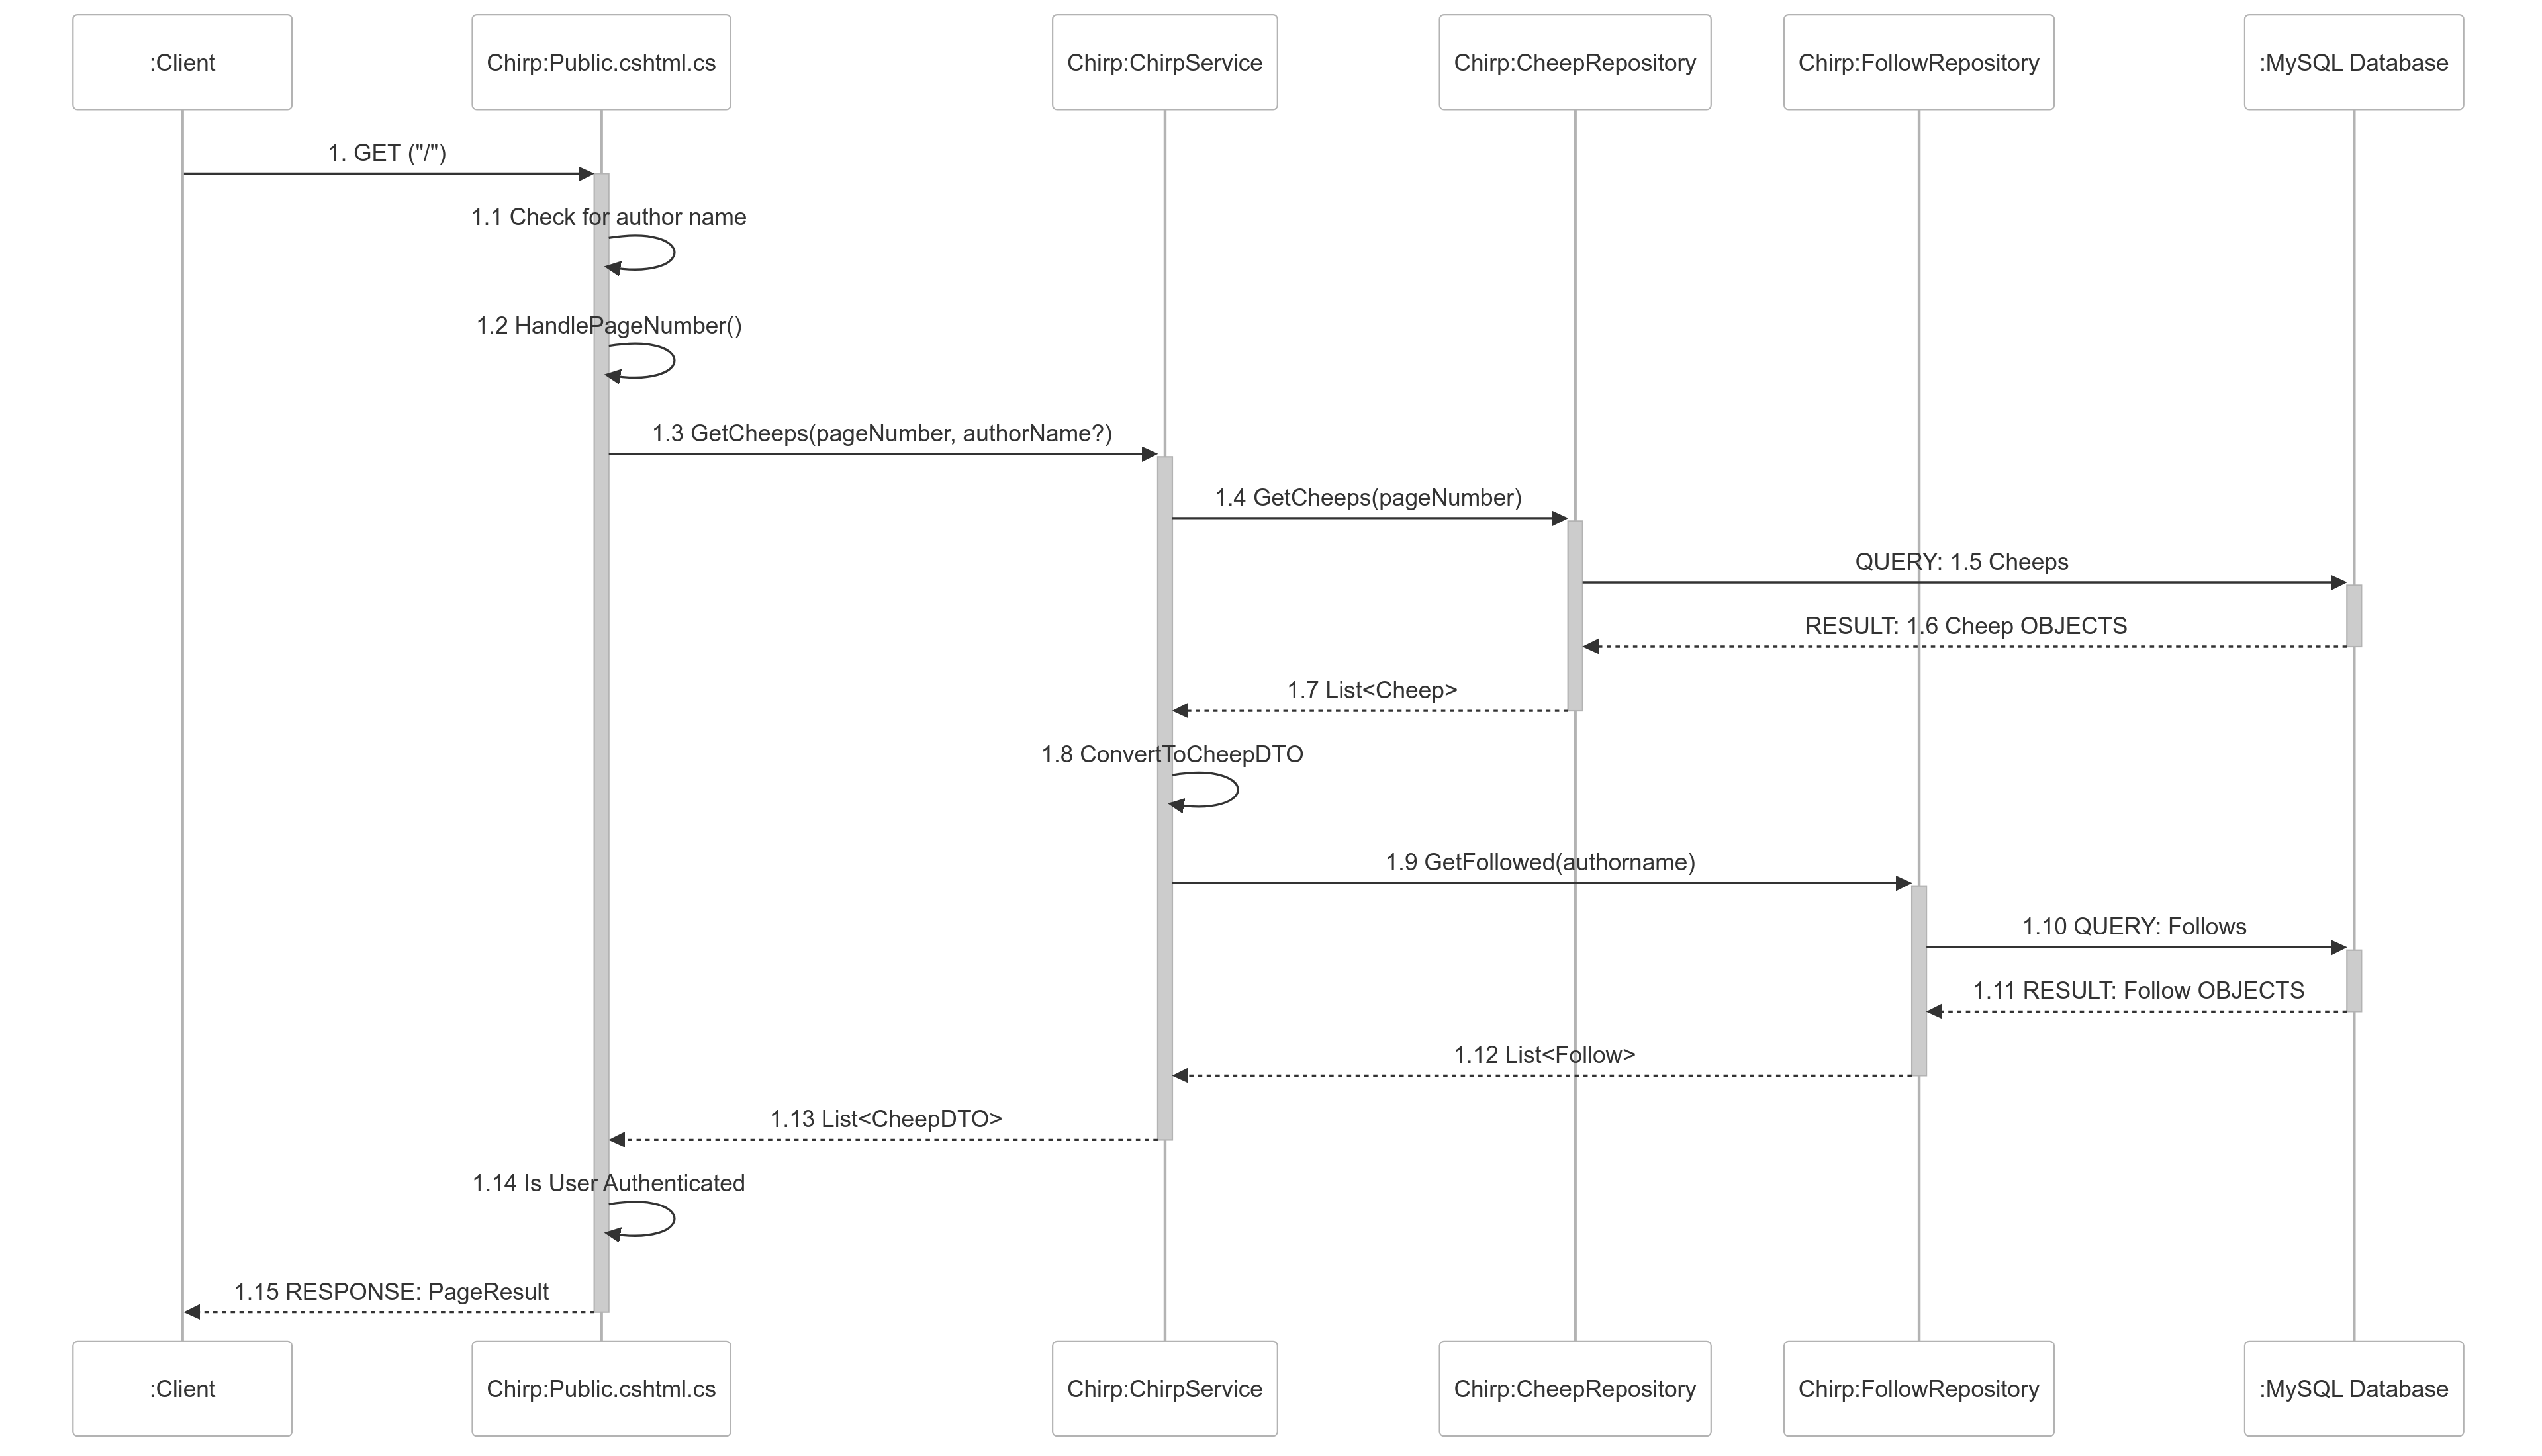 :Client
Chirp:Public.cshtml.cs
Chirp:ChirpService
Chirp:CheepRepository
Chirp:FollowRepository
:MySQL Database
1. GET ("/")
1.1 Check for author name
1.2 HandlePageNumber()
1.3 GetCheeps(pageNumber, authorName?)
1.4 GetCheeps(pageNumber)
QUERY: 1.5 Cheeps
RESULT: 1.6 Cheep OBJECTS
1.7 List<Cheep>
1.8 ConvertToCheepDTO
1.9 GetFollowed(authorname)
1.10 QUERY: Follows
1.11 RESULT: Follow OBJECTS
1.12 List<Follow>
1.13 List<CheepDTO>
1.14 Is User Authenticated
1.15 RESPONSE: PageResult
:Client
Chirp:Public.cshtml.cs
Chirp:ChirpService
Chirp:CheepRepository
Chirp:FollowRepository
:MySQL Database